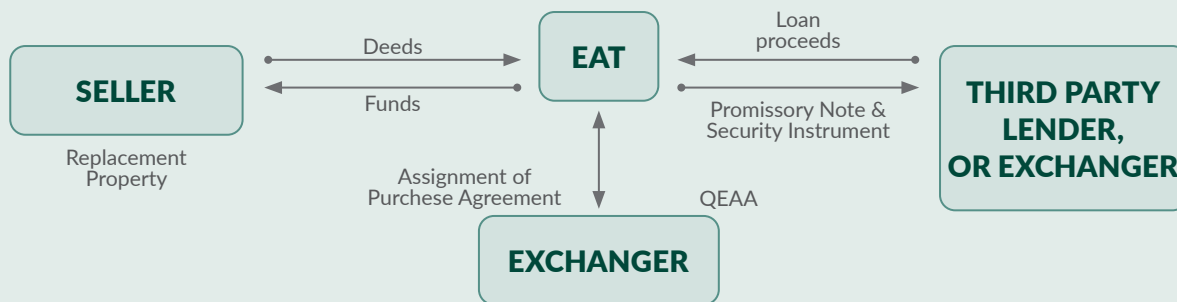 SELLER
Replacement
Property
Deeds
Funds
EAT
Loan
proceeds
Promissory Note &
Security Instrument
THIRD PARTY
LENDER,
OR EXCHANGER
Assignment of
Purchese Agreement
QEAA
EXCHANGER